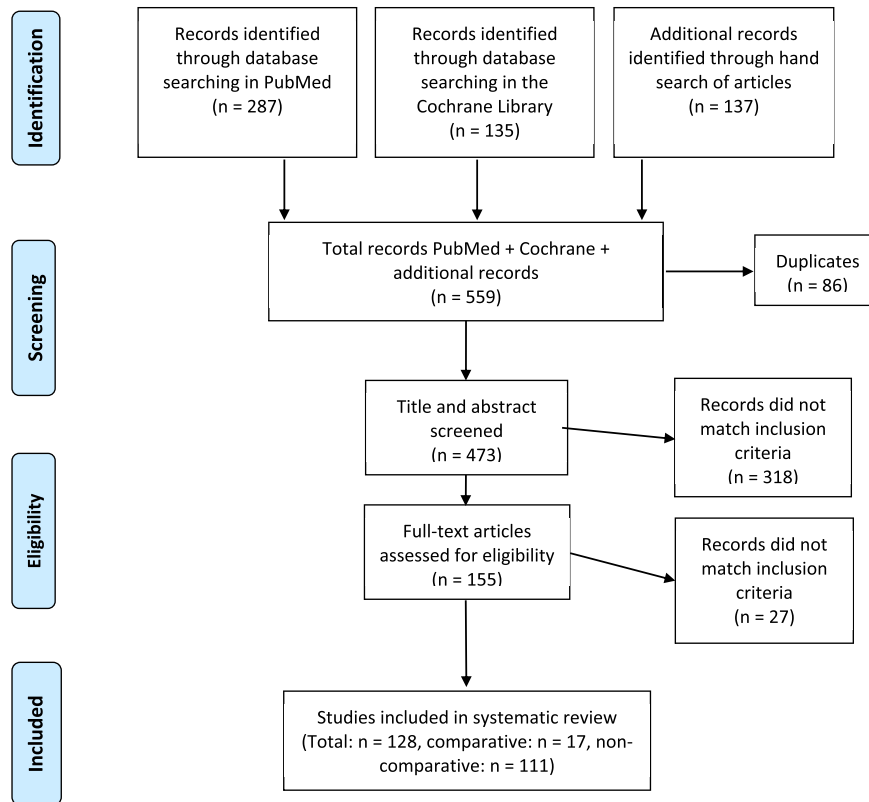 Identification
Records identified
through database
searching in PubMed
(n = 287)
Records identified
through database
searching in the
Cochrane Library
(n = 135)
Additional records
identified through hand
search of articles
(n = 137)
Screening
Total records PubMed + Cochrane +
additional records
(n = 559)
Duplicates
(n = 86)
Title and abstract
screened
(n = 473)
Records did not
match inclusion
criteria
(n = 318)
Eligibility
Full-text articles
assessed for eligibility
(n = 155)
Records did not
match inclusion
criteria
(n = 27)
Included
Studies included in systematic review
(Total: n = 128, comparative: n = 17, non-
comparative: n = 111)